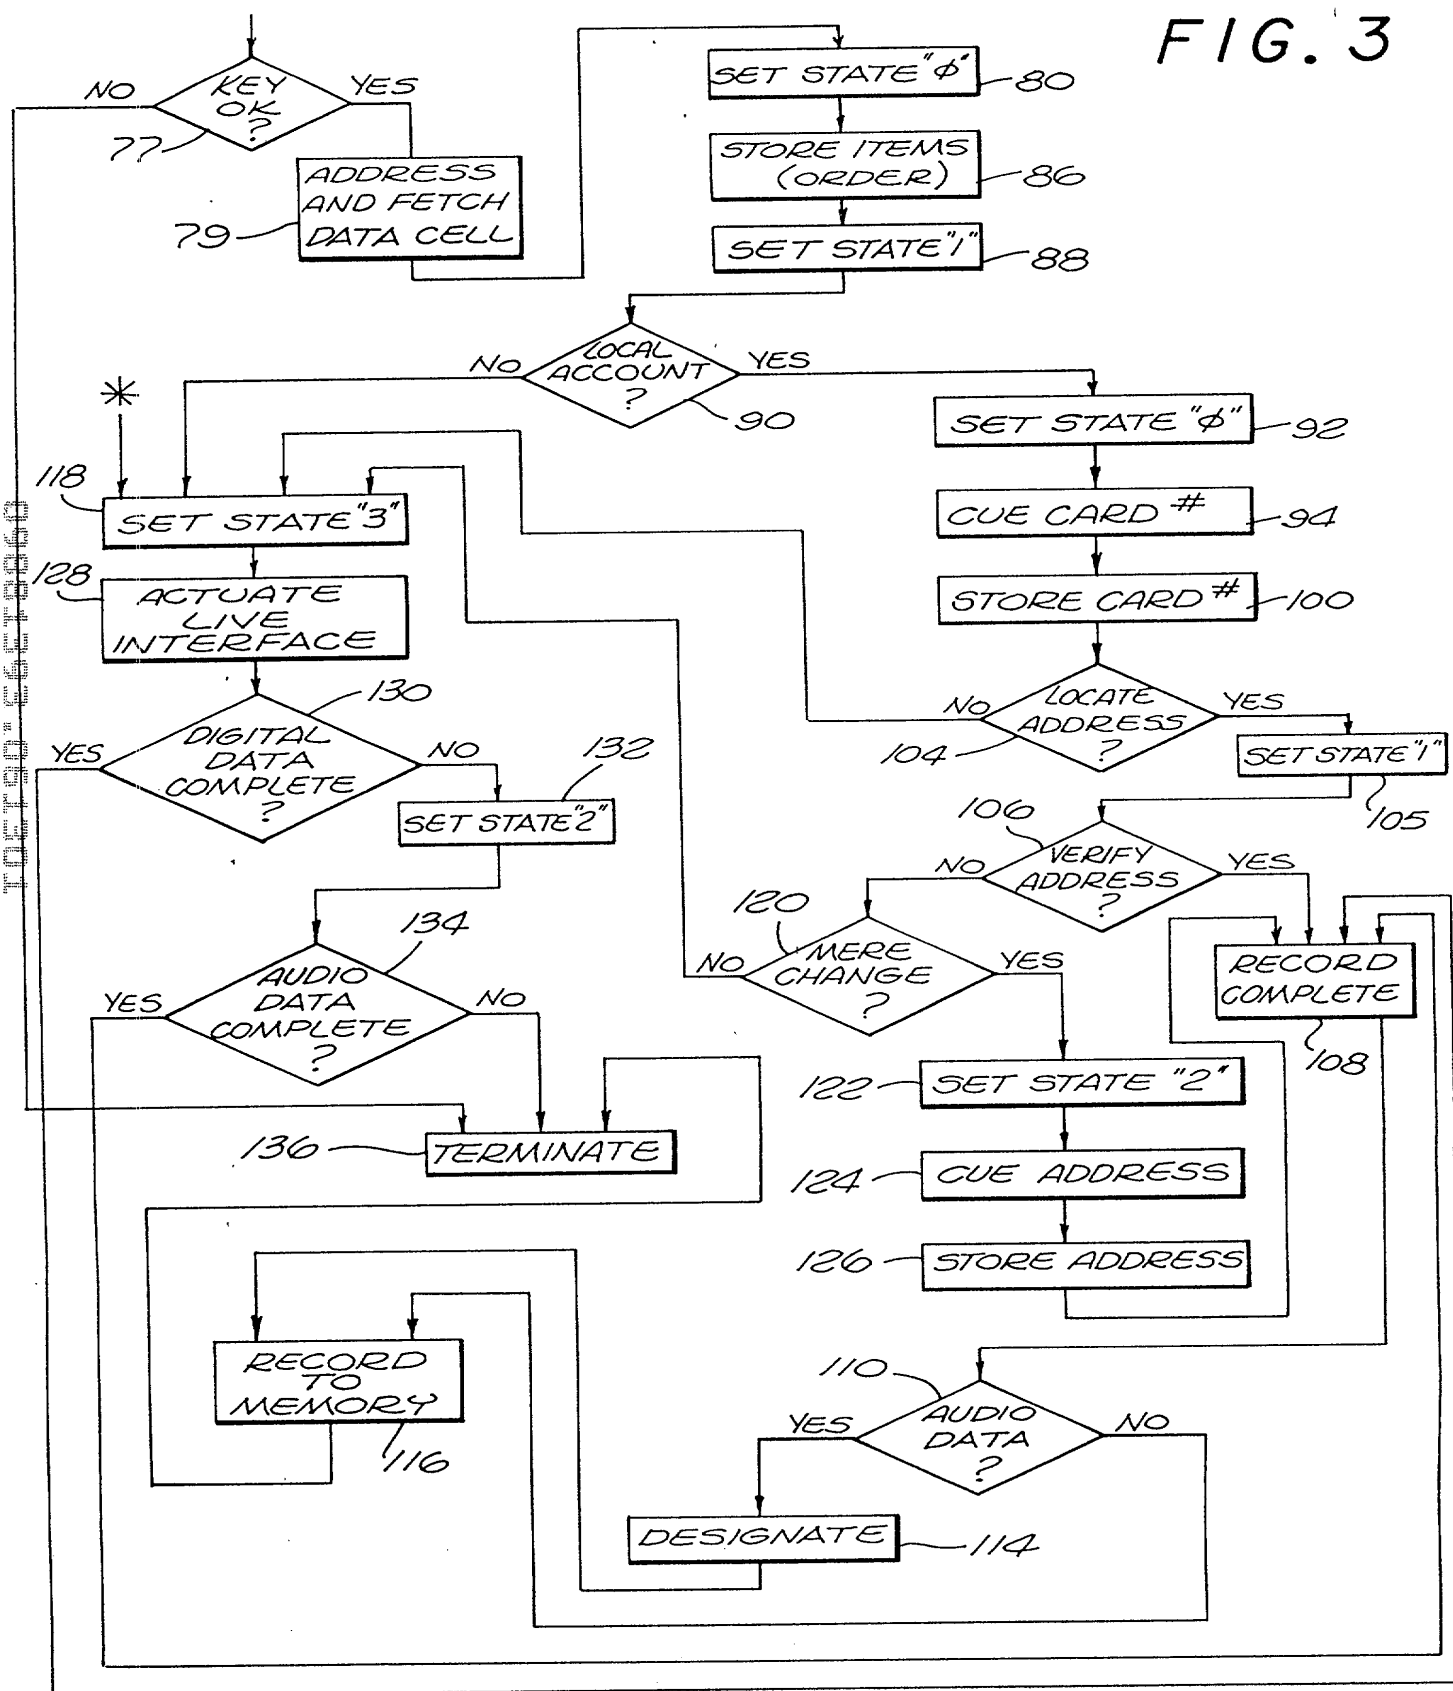 FIG. 3
KEY
OK
?
NO
YES
77
ADDRESS
AND FETCH
DATA CELL
79
SET STATE "φ"
80
STORE ITEMS
(ORDER)
86
SET STATE "1"
88
LOCAL
ACCOUNT
?
NO
YES
90
SET STATE "φ"
92
CUE CARD #
94
STORE CARD #
100
*
118
SET STATE "3"
128
ACTUATE
LIVE
INTERFACE
LOCATE
ADDRESS
?
NO
YES
104
SET STATE "1"
105
130
DIGITAL
DATA
COMPLETE
?
YES
NO
132
SET STATE "2"
106
VERIFY
ADDRESS
?
NO
YES
120
MERE
CHANGE
?
NO
YES
RECORD
COMPLETE
108
134
AUDIO
DATA
COMPLETE
?
YES
NO
122
SET STATE "2"
136
TERMINATE
124
CUE ADDRESS
126
STORE ADDRESS
RECORD
TO
MEMORY
116
110
AUDIO
DATA
?
YES
NO
DESIGNATE
114